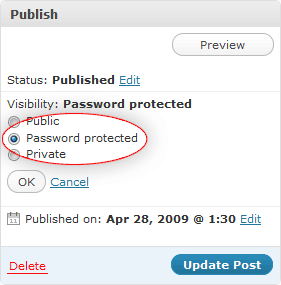 Publish
Preview
Status: Published Edit
Visibility: Password protected
Public
Password protected
Private
OK Cancel
Published on: Apr 28, 2009 @ 1:30 Edit
Delete Update Post